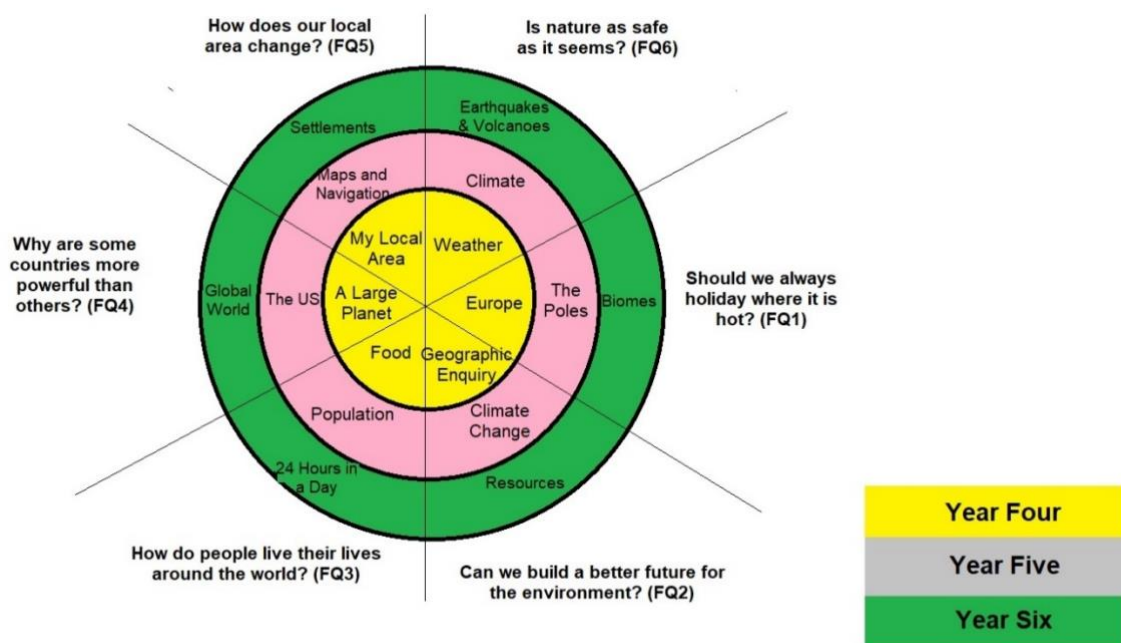 How does our local
area change? (FQ5)
Is nature as safe
as it seems? (FQ6)
Earthquakes
& Volcanoes
Settlements
Maps and
Navigation
Climate
My Local
Area
Weather
Why are some
countries more
powerful than
others? (FQ4)
Global
World
The US
A Large
Planet
Europe
The
Poles
Biomes
Should we always
holiday where it is
hot? (FQ1)
Food
Geographic
Enquiry
Population
Climate
Change
24 Hours in
a Day
Resources
How do people live their lives
around the world? (FQ3)
Can we build a better future for
the environment? (FQ2)
Year Four
Year Five
Year Six